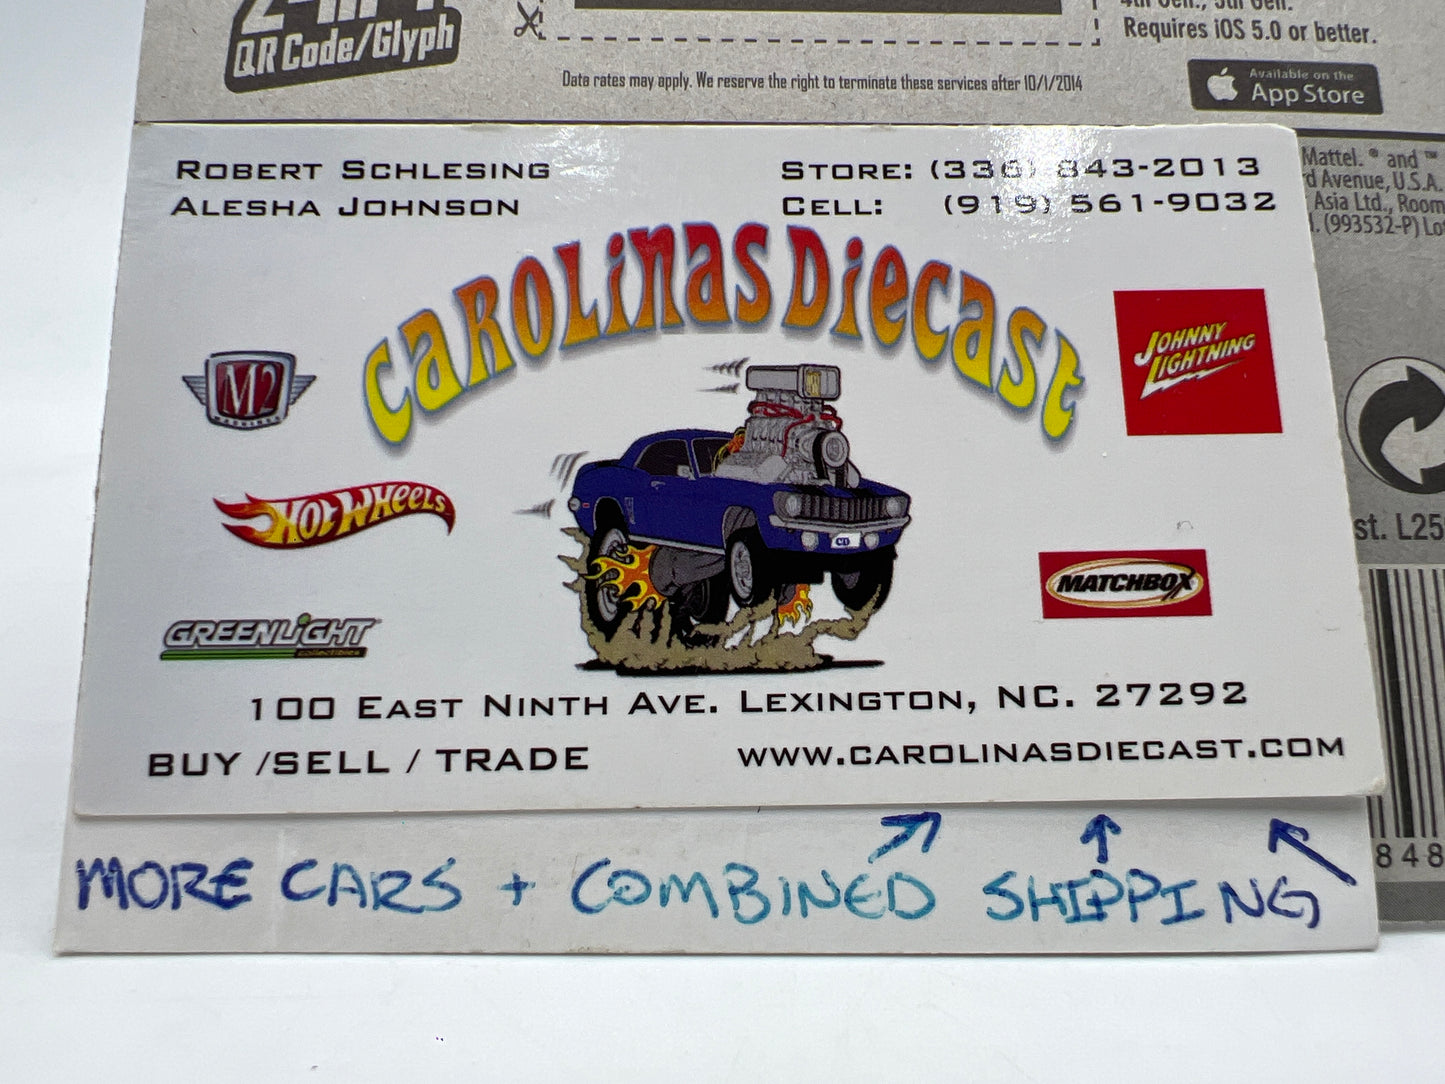 QR Code/Glyph
Requires iOS 5.0 or better.
Data rates may apply. We reserve the right to terminate these services after 10/1/2014
Available on the
App Store
Mattel. ® and ™
d Avenue, U.S.A.
Asia Ltd., Room
(993532-P) Lo
ROBERT SCHLESING
ALESHA JOHNSON
STORE: (336) 843-2013
CELL: (919) 561-9032
CAROLINAS DIECAST
M2
MACHINES
JOHNNY
LIGHTNING
HOT WHEELS
CD
MATCHBOX
GREENLIGHT
collectibles
100 EAST NINTH AVE. LEXINGTON, NC. 27292
BUY /SELL / TRADE
WWW.CAROLINASDIECAST.COM
st. L25
848
MORE CARS + COMBINED SHIPPING